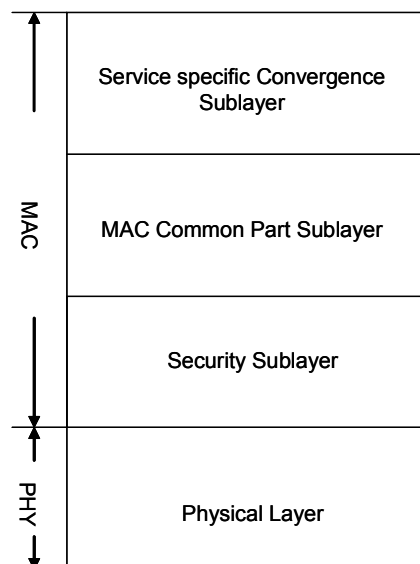 Service specific Convergence
Sublayer
MAC
MAC Common Part Sublayer
Security Sublayer
PHY
Physical Layer